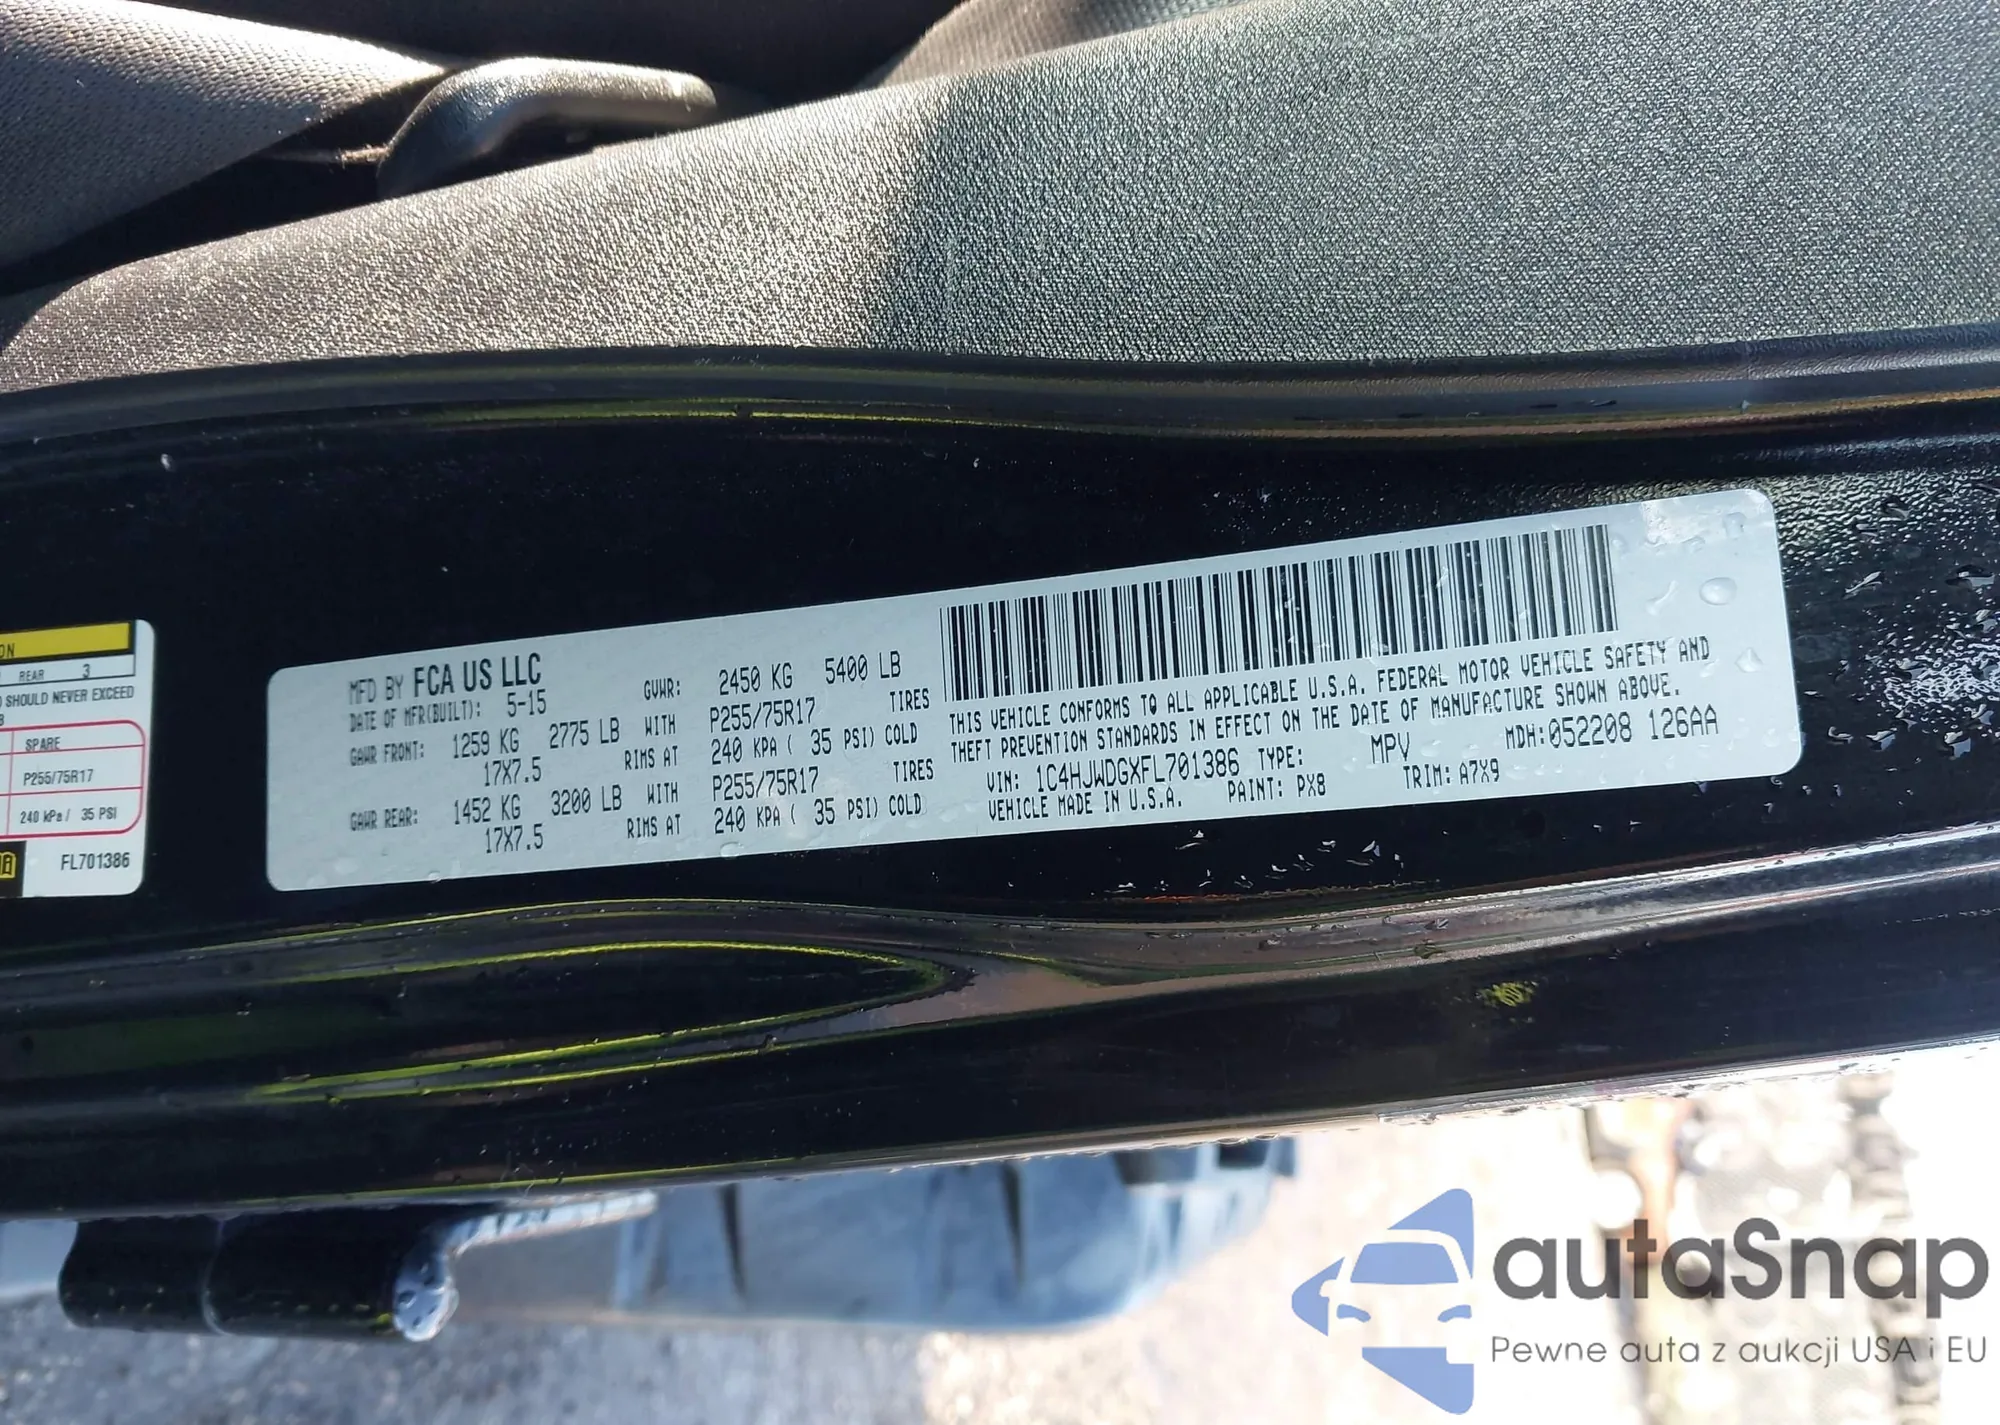 ON
REAR 3
SHOULD NEVER EXCEED
SPARE
P255/75R17
240 kPa / 35 PSI
FL701386
MFD BY FCA US LLC
DATE OF MFR(BUILT): 5-15
GVWR: 2450 KG 5400 LB
GAWR FRONT: 1259 KG 2775 LB WITH P255/75R17 TIRES
17X7.5 RIMS AT 240 KPA ( 35 PSI) COLD
GAWR REAR: 1452 KG 3200 LB WITH P255/75R17 TIRES
17X7.5 RIMS AT 240 KPA ( 35 PSI) COLD
THIS VEHICLE CONFORMS TO ALL APPLICABLE U.S.A. FEDERAL MOTOR VEHICLE SAFETY AND
THEFT PREVENTION STANDARDS IN EFFECT ON THE DATE OF MANUFACTURE SHOWN ABOVE.
VIN: 1C4HJWDGXFL701386 TYPE: MPV MDH:052208 126AA
VEHICLE MADE IN U.S.A. PAINT: PX8 TRIM: A7X9
autaSnap
Pewne auta z aukcji USA i EU